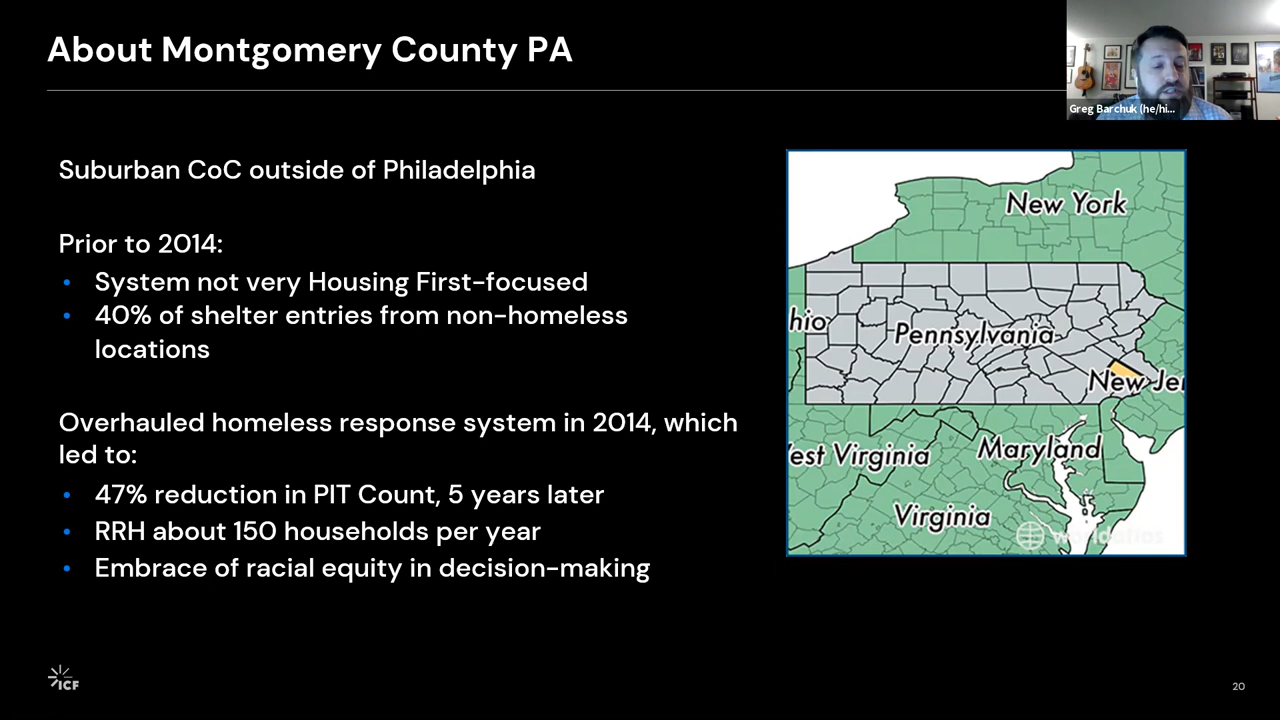 About Montgomery County PA
Greg Barchuk (he/hi...
Suburban CoC outside of Philadelphia
Prior to 2014:
• System not very Housing First-focused
• 40% of shelter entries from non-homeless
locations
Overhauled homeless response system in 2014, which
led to:
• 47% reduction in PIT Count, 5 years later
• RRH about 150 households per year
• Embrace of racial equity in decision-making
New York
hio
Pennsylvania
New Jer
est Virginia
Maryland
Virginia
worldatlas
ICF
20